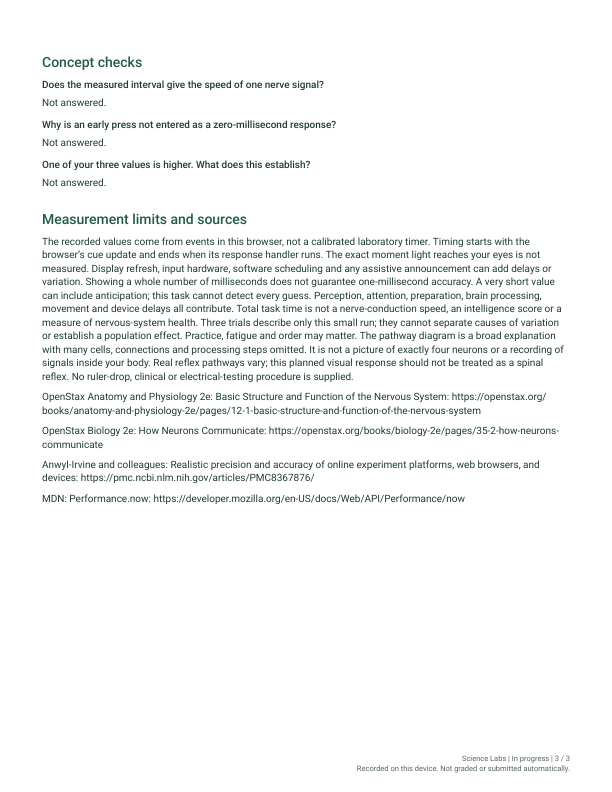 Concept checks
Does the measured interval give the speed of one nerve signal?
Not answered.
Why is an early press not entered as a zero-millisecond response?
Not answered.
One of your three values is higher. What does this establish?
Not answered.
Measurement limits and sources
The recorded values come from events in this browser, not a calibrated laboratory timer. Timing starts with the
browser's cue update and ends when its response handler runs. The exact moment light reaches your eyes is not
measured. Display refresh, input hardware, software scheduling and any assistive announcement can add delays or
variation. Showing a whole number of milliseconds does not guarantee one-millisecond accuracy. A very short value
can include anticipation; this task cannot detect every guess. Perception, attention, preparation, brain processing,
movement and device delays all contribute. Total task time is not a nerve-conduction speed, an intelligence score or a
measure of nervous-system health. Three trials describe only this small run; they cannot separate causes of variation
or establish a population effect. Practice, fatigue and order may matter. The pathway diagram is a broad explanation
with many cells, connections and processing steps omitted. It is not a picture of exactly four neurons or a recording of
signals inside your body. Real reflex pathways vary; this planned visual response should not be treated as a spinal
reflex. No ruler-drop, clinical or electrical-testing procedure is supplied.
OpenStax Anatomy and Physiology 2e: Basic Structure and Function of the Nervous System: https://openstax.org/
books/anatomy-and-physiology-2e/pages/12-1-basic-structure-and-function-of-the-nervous-system
OpenStax Biology 2e: How Neurons Communicate: https://openstax.org/books/biology-2e/pages/35-2-how-neurons-
communicate
Anwyl-Irvine and colleagues: Realistic precision and accuracy of online experiment platforms, web browsers, and
devices: https://pmc.ncbi.nlm.nih.gov/articles/PMC8367876/
MDN: Performance.now: https://developer.mozilla.org/en-US/docs/Web/API/Performance/now
Science Labs | In progress | 3 / 3
Recorded on this device. Not graded or submitted automatically.